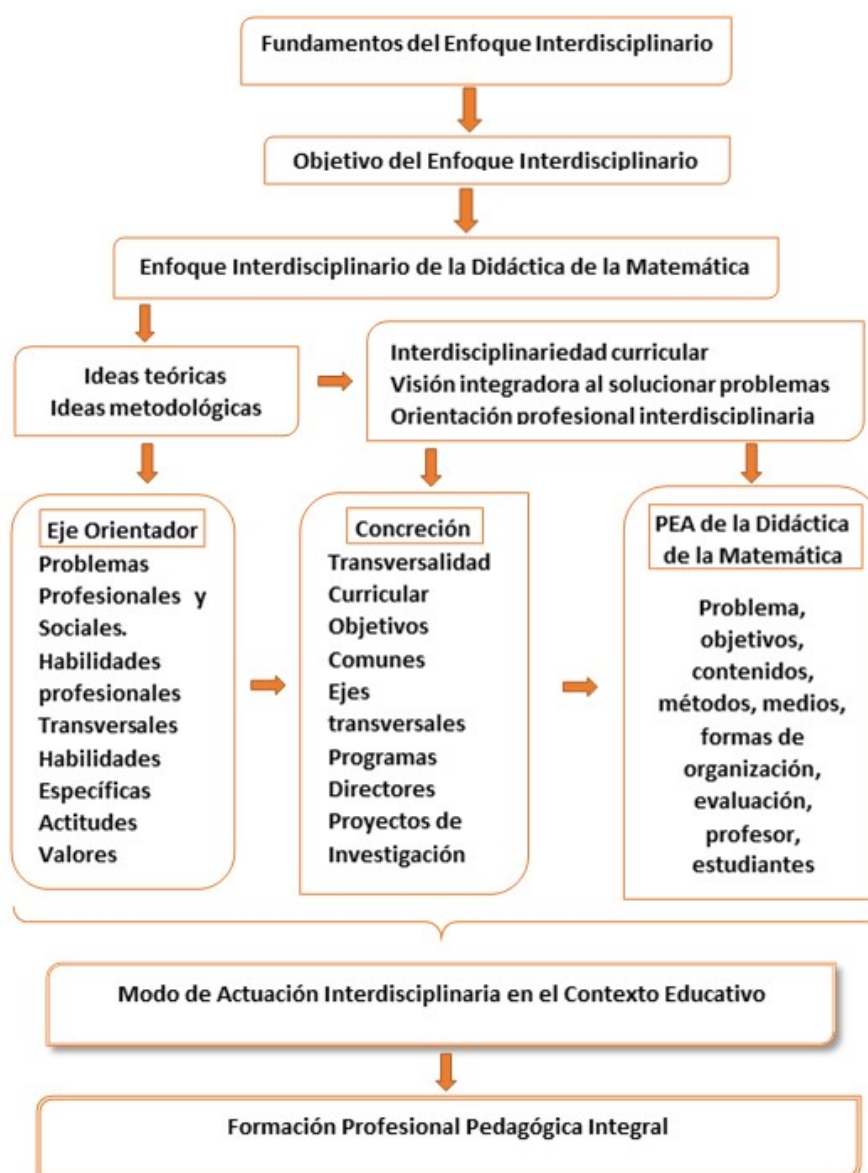 Fundamentos del Enfoque Interdisciplinario
Objetivo del Enfoque Interdisciplinario
Enfoque Interdisciplinario de la Didáctica de la Matemática
Ideas teóricas
Ideas metodológicas
Interdisciplinariedad curricular
Visión integradora al solucionar problemas
Orientación profesional interdisciplinaria
Eje Orientador
Problemas
Profesionales y
Sociales.
Habilidades
profesionales
Transversales
Habilidades
Específicas
Actitudes
Valores
Concreción
Transversalidad
Curricular
Objetivos
Comunes
Ejes
transversales
Programas
Directores
Proyectos de
Investigación
PEA de la Didáctica
de la Matemática
Problema,
objetivos,
contenidos,
métodos, medios,
formas de
organización,
evaluación,
profesor,
estudiantes
Modo de Actuación Interdisciplinaria en el Contexto Educativo
Formación Profesional Pedagógica Integral